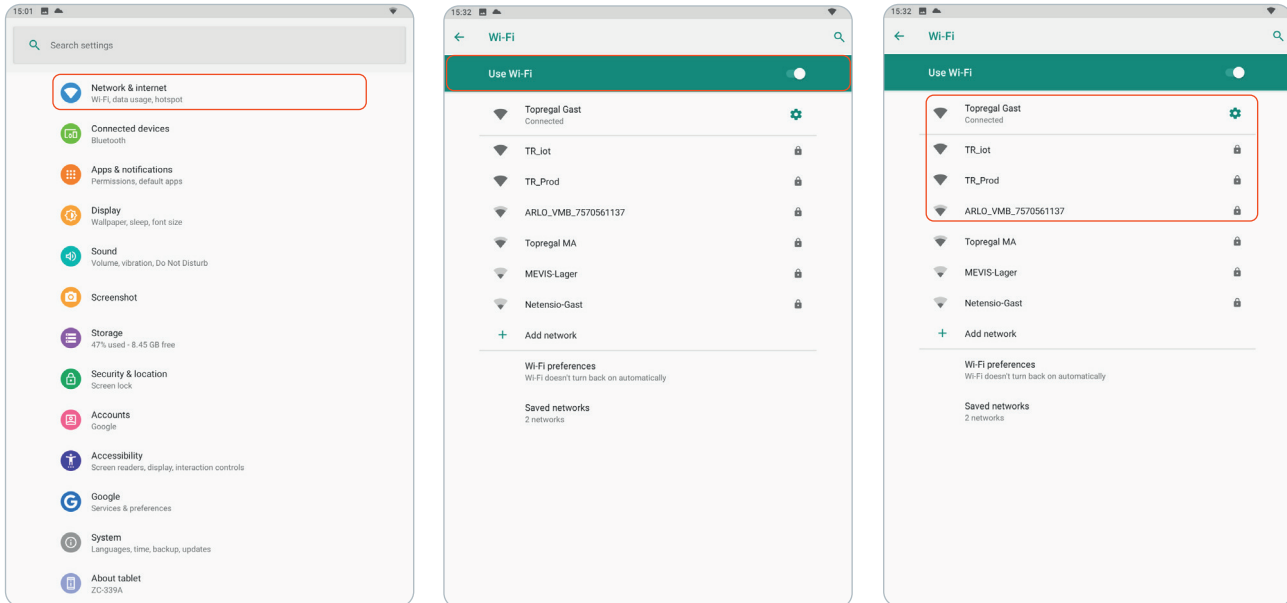 15:01
Search settings
Network & internet
Wi-Fi, data usage, hotspot
Connected devices
Bluetooth
Apps & notifications
Permissions, default apps
Display
Wallpaper, sleep, font size
Sound
Volume, vibration, Do Not Disturb
Screenshot
Storage
47% used - 8.45 GB free
Security & location
Screen lock
Accounts
Google
Accessibility
Screen readers, display, interaction controls
Google
Services & preferences
System
Languages, time, backup, updates
About tablet
ZC-339A
15:32
Wi-Fi
Use Wi-Fi
Topregal Gast
Connected
TR_iot
TR_Prod
ARLO_VMB_7570561137
Topregal MA
MEVIS-Lager
Netensio-Gast
Add network
Wi-Fi preferences
Wi-Fi doesn't turn back on automatically
Saved networks
2 networks
15:32
Wi-Fi
Use Wi-Fi
Topregal Gast
Connected
TR_iot
TR_Prod
ARLO_VMB_7570561137
Topregal MA
MEVIS-Lager
Netensio-Gast
Add network
Wi-Fi preferences
Wi-Fi doesn't turn back on automatically
Saved networks
2 networks